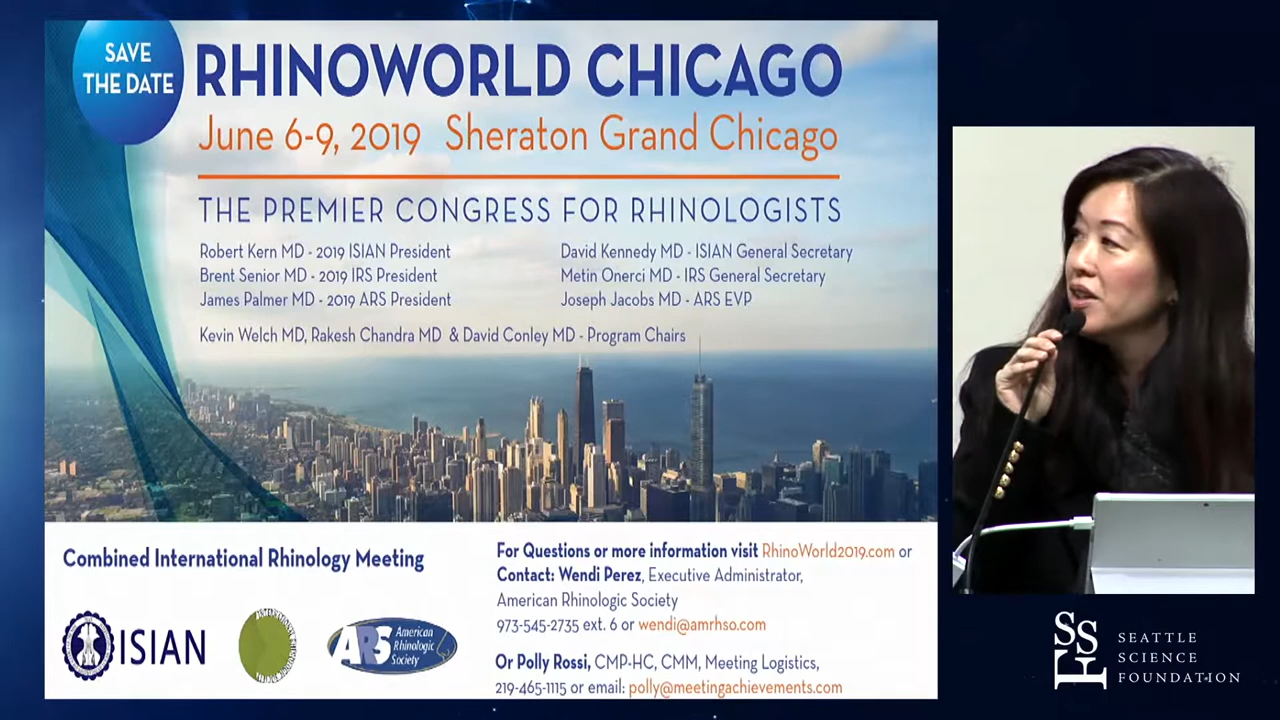 SAVE
THE DATE
RHINOWORLD CHICAGO
June 6-9, 2019 Sheraton Grand Chicago
THE PREMIER CONGRESS FOR RHINOLOGISTS
Robert Kern MD - 2019 ISIAN President
Brent Senior MD - 2019 IRS President
James Palmer MD - 2019 ARS President
David Kennedy MD - ISIAN General Secretary
Metin Onerci MD - IRS General Secretary
Joseph Jacobs MD - ARS EVP
Kevin Welch MD, Rakesh Chandra MD & David Conley MD - Program Chairs
Combined International Rhinology Meeting
ISIAN
ARS
American
Rhinologic
Society
For Questions or more information visit RhinoWorld2019.com or
Contact: Wendi Perez, Executive Administrator,
American Rhinologic Society
973-545-2735 ext. 6 or wendi@amrhso.com
Or Polly Rossi, CMP-HC, CMM, Meeting Logistics,
219-465-1115 or email: polly@meetingachievements.com
SSF
SEATTLE
SCIENCE
FOUNDATION